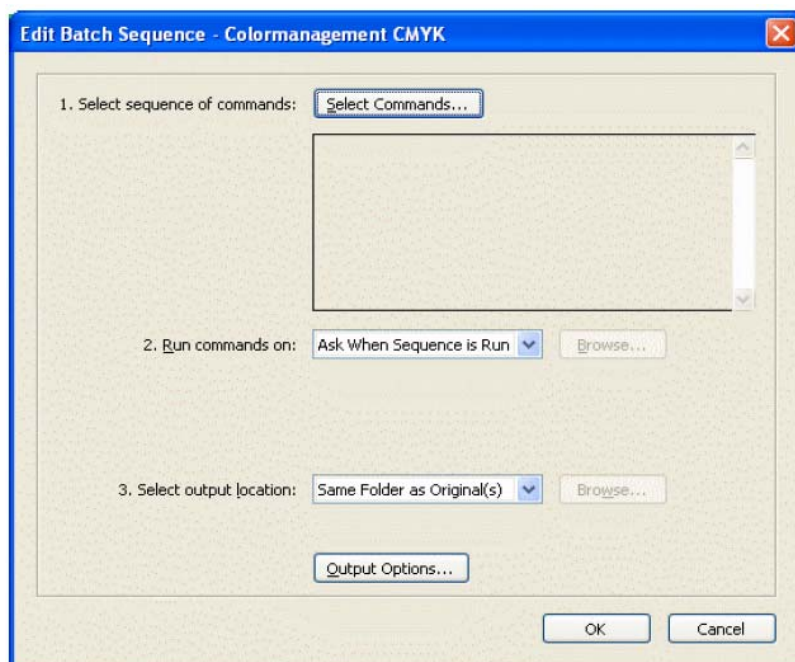 Edit Batch Sequence - Colormanagement CMYK
1. Select sequence of commands: Select Commands...
2. Run commands on: Ask When Sequence is Run Browse...
3. Select output location: Same Folder as Original(s) Browse...
Output Options...
OK Cancel